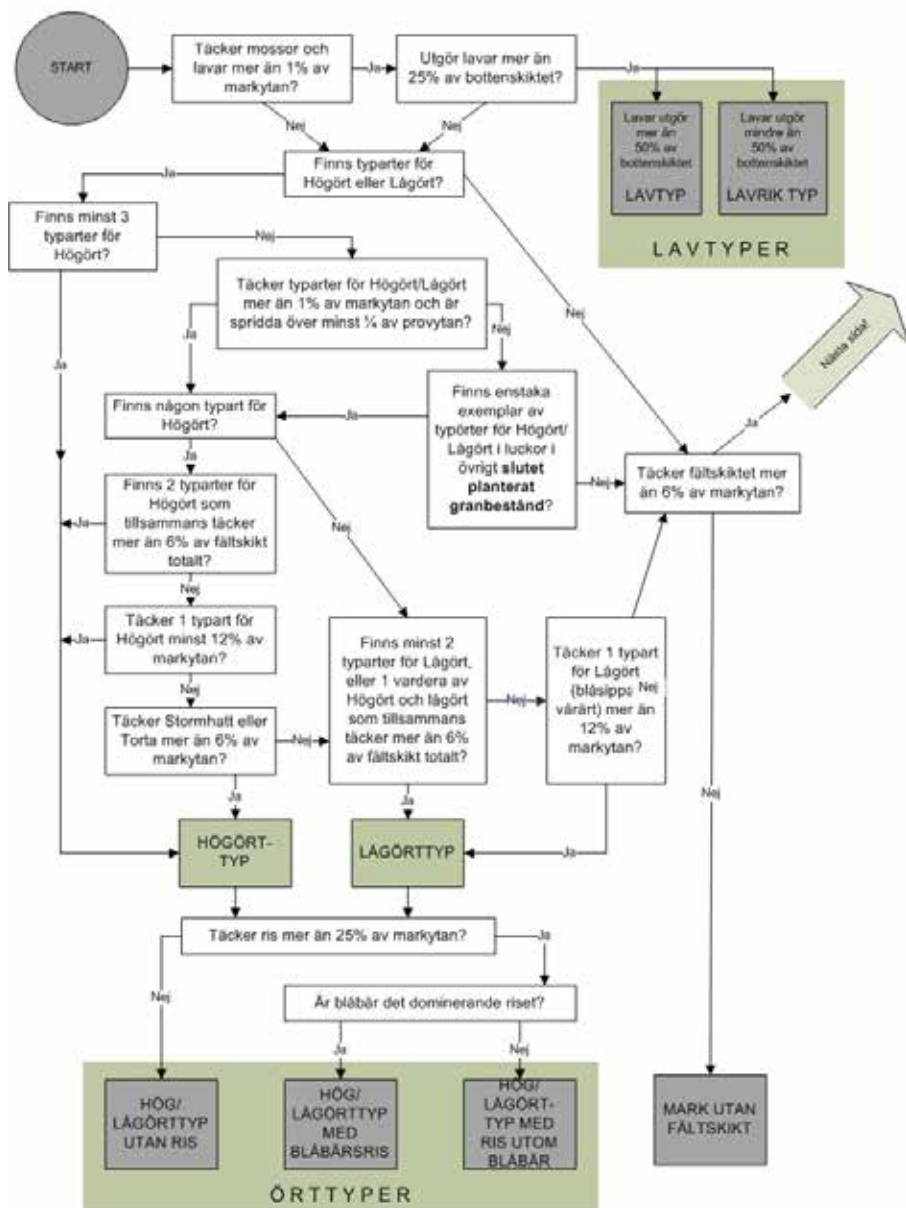 START
Täcker mossor och
lavar mer än 1% av
markytan?
Ja
Utgör lavar mer än
25% av bottenskiktet?
Ja
Nej
Nej
Lavar utgör
mer än
50% av
bottenskiktet
LAVTYP
Lavar utgör
mindre än
50% av
bottenskiktet
LAVRIK TYP
LAVTYPER
Finns typarter för
Högört eller Lågört?
Ja
Nej
Finns minst 3
typarter för
Högört?
Nej
Ja
Täcker typarter för Högört/Lågört
mer än 1% av markytan och är
spridda över minst ¼ av provytan?
Ja
Nej
Nästa sida!
Finns någon typart för
Högört?
Ja
Finns enstaka
exemplar av
typörter för Högört/
Lågört i luckor i
övrigt slutet
planterat
granbestånd?
Nej
Täcker fältskiktet mer
än 6% av markytan?
Ja
Ja
Nej
Finns 2 typarter för
Högört som
tillsammans täcker
mer än 6% av fältskikt
totalt?
Ja
Nej
Täcker 1 typart för
Högört minst 12% av
markytan?
Ja
Nej
Täcker Stormhatt eller
Torta mer än 6% av
markytan?
Nej
Ja
Finns minst 2
typarter för Lågört,
eller 1 vardera av
Högört och lågört
som tillsammans
täcker mer än 6%
av fältskikt totalt?
Nej
Ja
Täcker 1 typart
för Lågört
vårärt) mer än
12% av
markytan?
Nej
Ja
Nej
HÖGÖRT-
TYP
LÅGÖRTTYP
Täcker ris mer än 25% av markytan?
Nej
Ja
Är blåbär det dominerande riset?
Ja
Nej
HÖG/
LÅGÖRTTYP
UTAN RIS
HÖG/
LÅGÖRTTYP
MED
BLÅBÄRSRIS
HÖG/
LÅGÖRT-
TYP MED
RIS UTOM
BLÅBÄR
ÖRTTYPER
MARK UTAN
FÄLTSKIKT